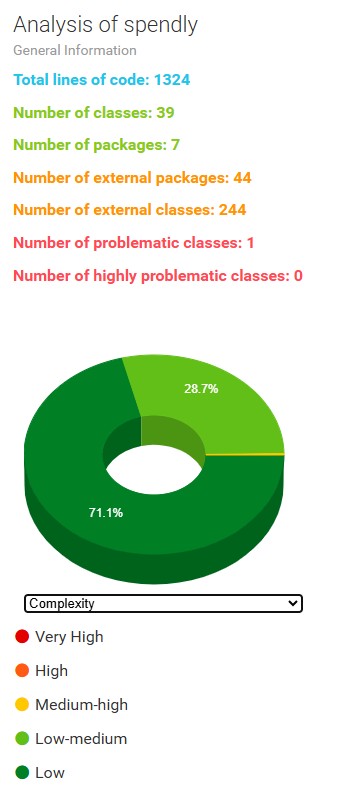 Analysis of spendly
General Information
Total lines of code: 1324
Number of classes: 39
Number of packages: 7
Number of external packages: 44
Number of external classes: 244
Number of problematic classes: 1
Number of highly problematic classes: 0
28.7%
71.1%
Complexity
Very High
High
Medium-high
Low-medium
Low